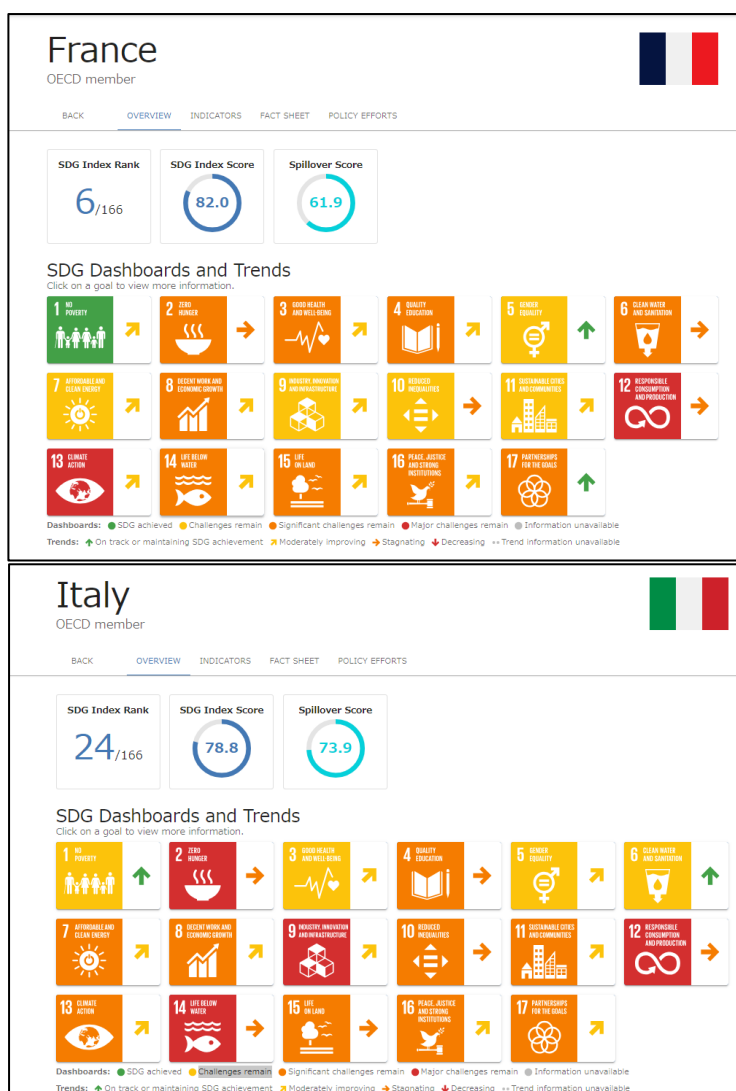 France
OECD member
BACK OVERVIEW INDICATORS FACT SHEET POLICY EFFORTS
SDG Index Rank SDG Index Score Spillover Score
6/166 82.0 61.9
SDG Dashboards and Trends
Click on a goal to view more information.
1 NO POVERTY
2 ZERO HUNGER
3 GOOD HEALTH AND WELL-BEING
4 QUALITY EDUCATION
5 GENDER EQUALITY
6 CLEAN WATER AND SANITATION
7 AFFORDABLE AND CLEAN ENERGY
8 DECENT WORK AND ECONOMIC GROWTH
9 INDUSTRY, INNOVATION AND INFRASTRUCTURE
10 REDUCED INEQUALITIES
11 SUSTAINABLE CITIES AND COMMUNITIES
12 RESPONSIBLE CONSUMPTION AND PRODUCTION
13 CLIMATE ACTION
14 LIFE BELOW WATER
15 LIFE ON LAND
16 PEACE, JUSTICE AND STRONG INSTITUTIONS
17 PARTNERSHIPS FOR THE GOALS
Dashboards: SDG achieved Challenges remain Significant challenges remain Major challenges remain Information unavailable
Trends: On track or maintaining SDG achievement Moderately improving Stagnating Decreasing Trend information unavailable
Italy
OECD member
BACK OVERVIEW INDICATORS FACT SHEET POLICY EFFORTS
SDG Index Rank SDG Index Score Spillover Score
24/166 78.8 73.9
SDG Dashboards and Trends
Click on a goal to view more information.
1 NO POVERTY
2 ZERO HUNGER
3 GOOD HEALTH AND WELL-BEING
4 QUALITY EDUCATION
5 GENDER EQUALITY
6 CLEAN WATER AND SANITATION
7 AFFORDABLE AND CLEAN ENERGY
8 DECENT WORK AND ECONOMIC GROWTH
9 INDUSTRY, INNOVATION AND INFRASTRUCTURE
10 REDUCED INEQUALITIES
11 SUSTAINABLE CITIES AND COMMUNITIES
12 RESPONSIBLE CONSUMPTION AND PRODUCTION
13 CLIMATE ACTION
14 LIFE BELOW WATER
15 LIFE ON LAND
16 PEACE, JUSTICE AND STRONG INSTITUTIONS
17 PARTNERSHIPS FOR THE GOALS
Dashboards: SDG achieved Challenges remain Significant challenges remain Major challenges remain Information unavailable
Trends: On track or maintaining SDG achievement Moderately improving Stagnating Decreasing Trend information unavailable